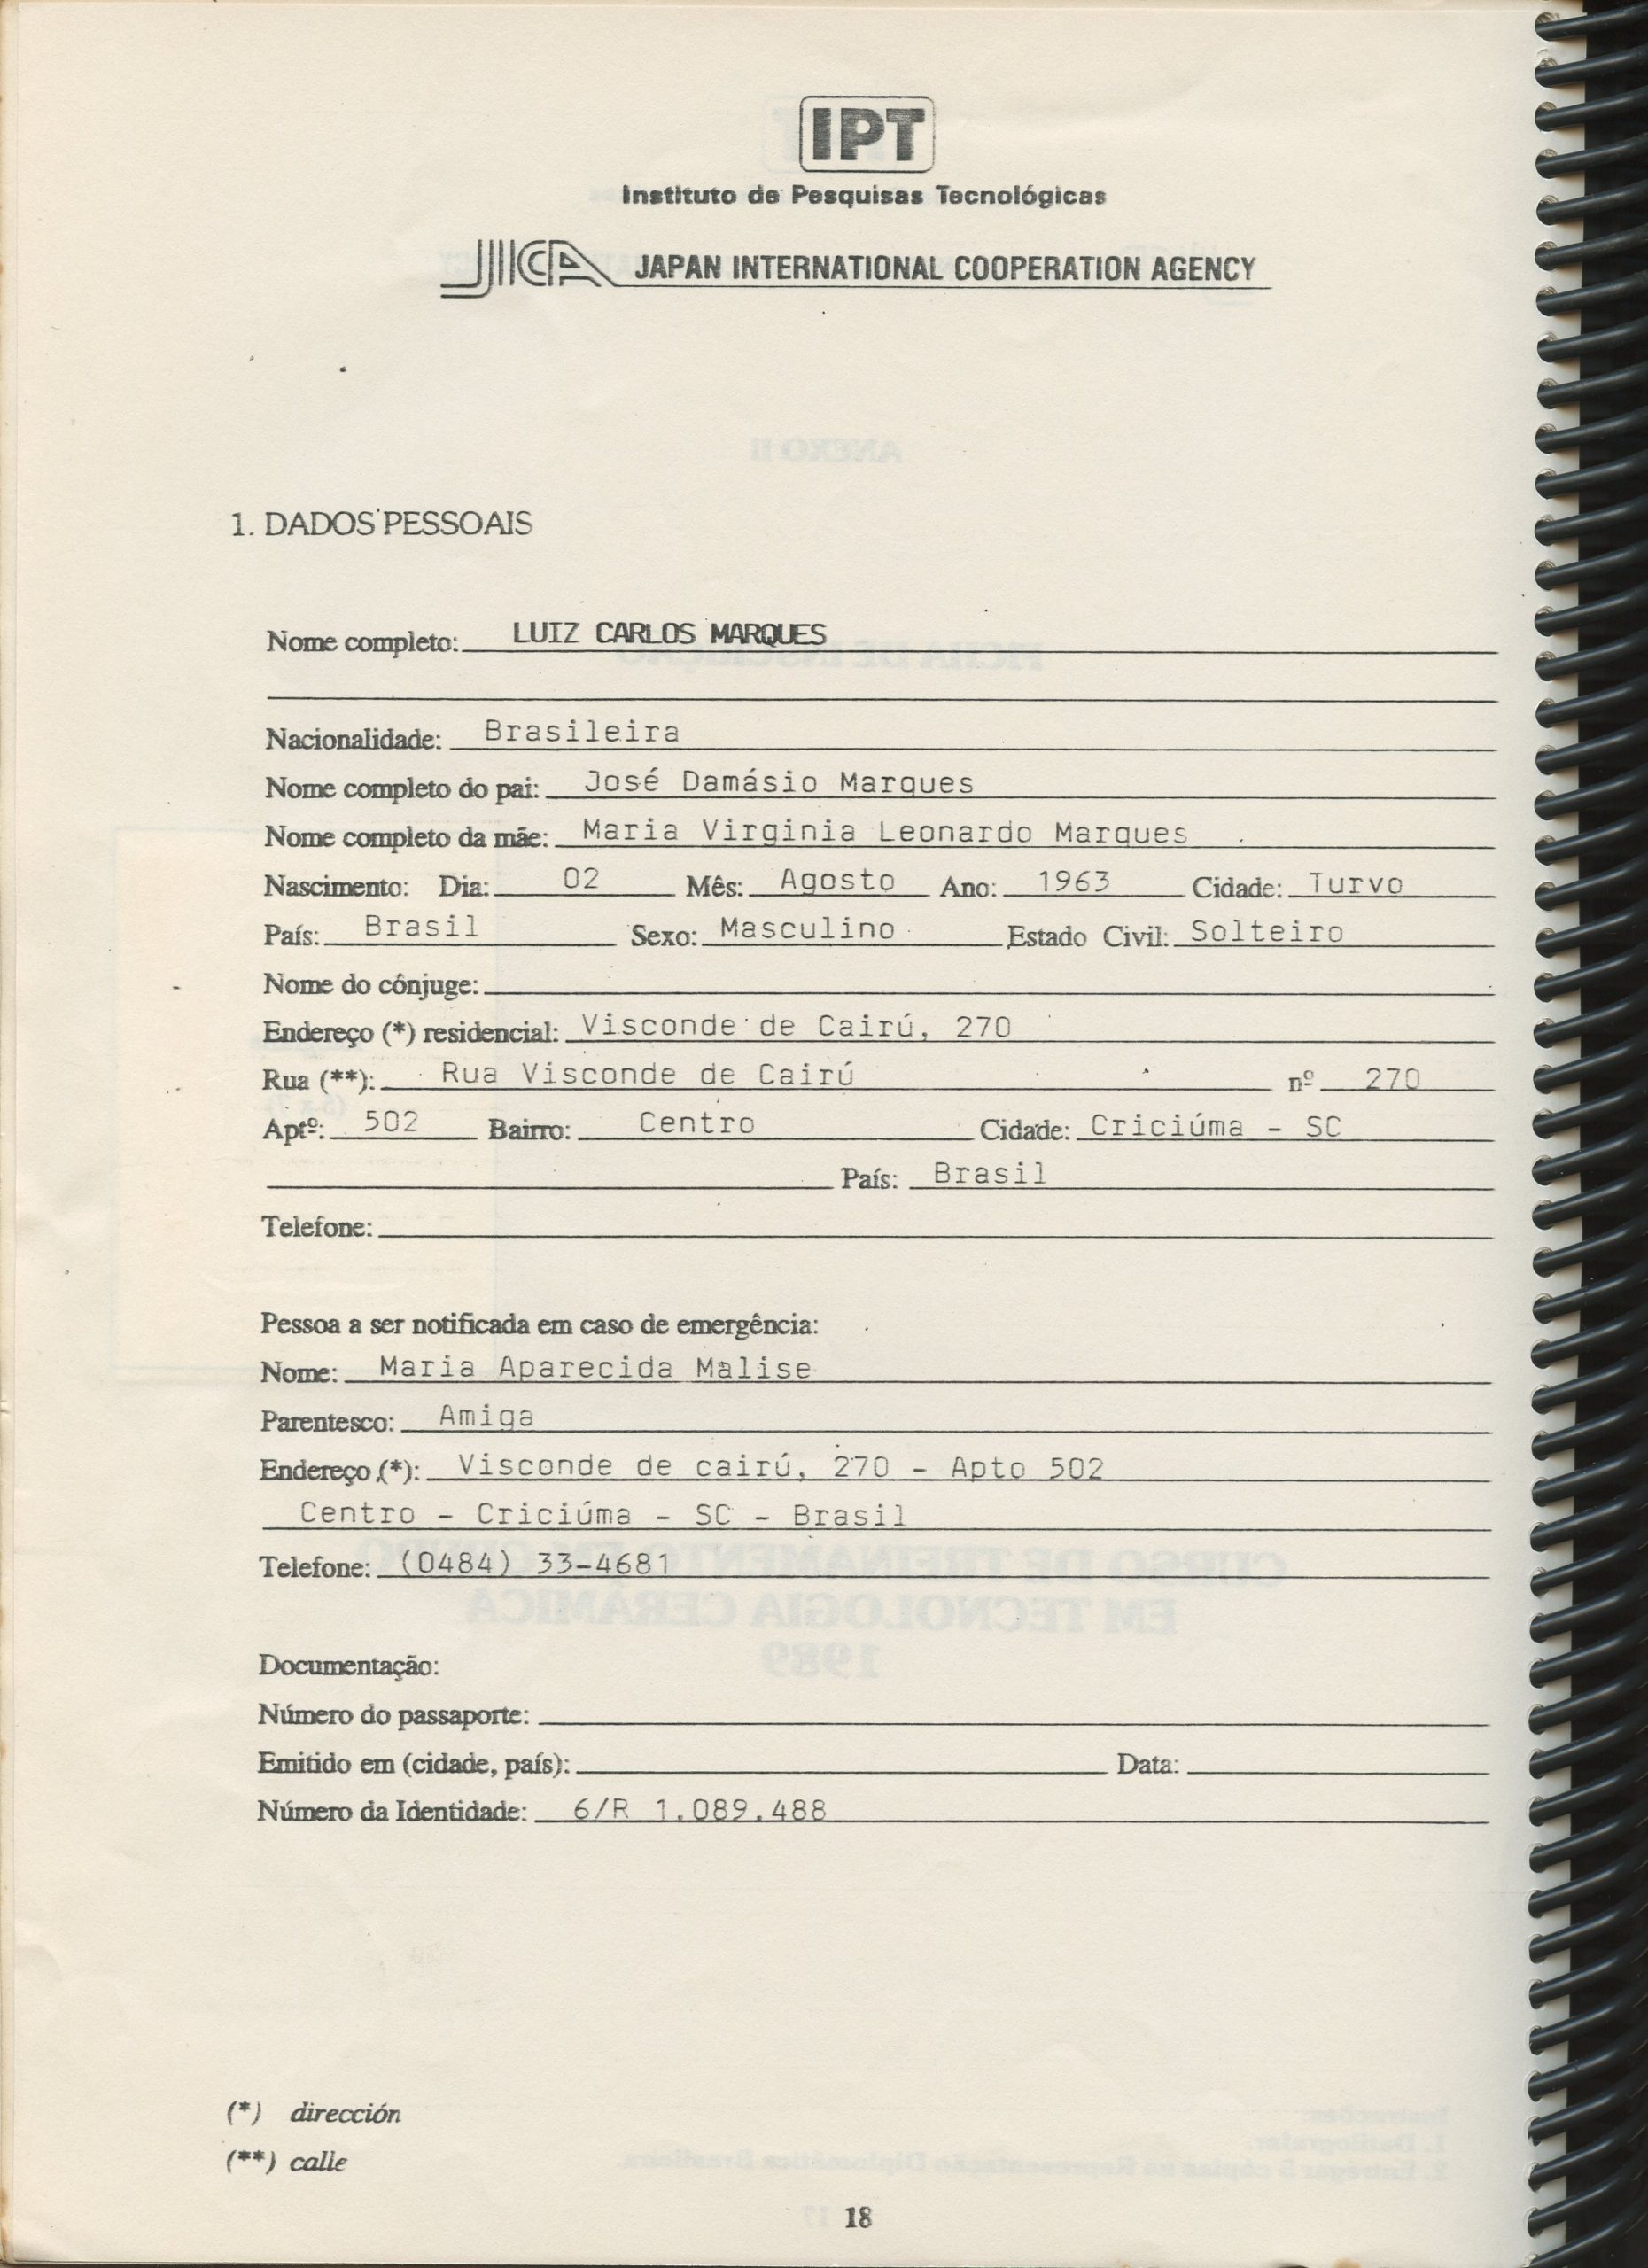 IPT
Instituto de Pesquisas Tecnológicas
JICA JAPAN INTERNATIONAL COOPERATION AGENCY
1. DADOS PESSOAIS
Nome completo: LUIZ CARLOS MARQUES
Nacionalidade: Brasileira
Nome completo do pai: José Damásio Marques
Nome completo da mãe: Maria Virginia Leonardo Marques
Nascimento: Dia: 02 Mês: Agosto Ano: 1963 Cidade: Turvo
País: Brasil Sexo: Masculino Estado Civil: Solteiro
Nome do cônjuge:
Endereço (*) residencial: Visconde de Cairú, 270
Rua (**): Rua Visconde de Cairú nº 270
Aptº: 502 Bairro: Centro Cidade: Criciúma - SC
País: Brasil
Telefone:
Pessoa a ser notificada em caso de emergência:
Nome: Maria Aparecida Malise
Parentesco: Amiga
Endereço (*): Visconde de cairú, 270 - Apto 502
Centro - Criciúma - SC - Brasil
Telefone: (0484) 33-4681
Documentação:
Número do passaporte:
Emitido em (cidade, país): Data:
Número da Identidade: 6/R 1.089.488
(*) dirección
(**) calle
18